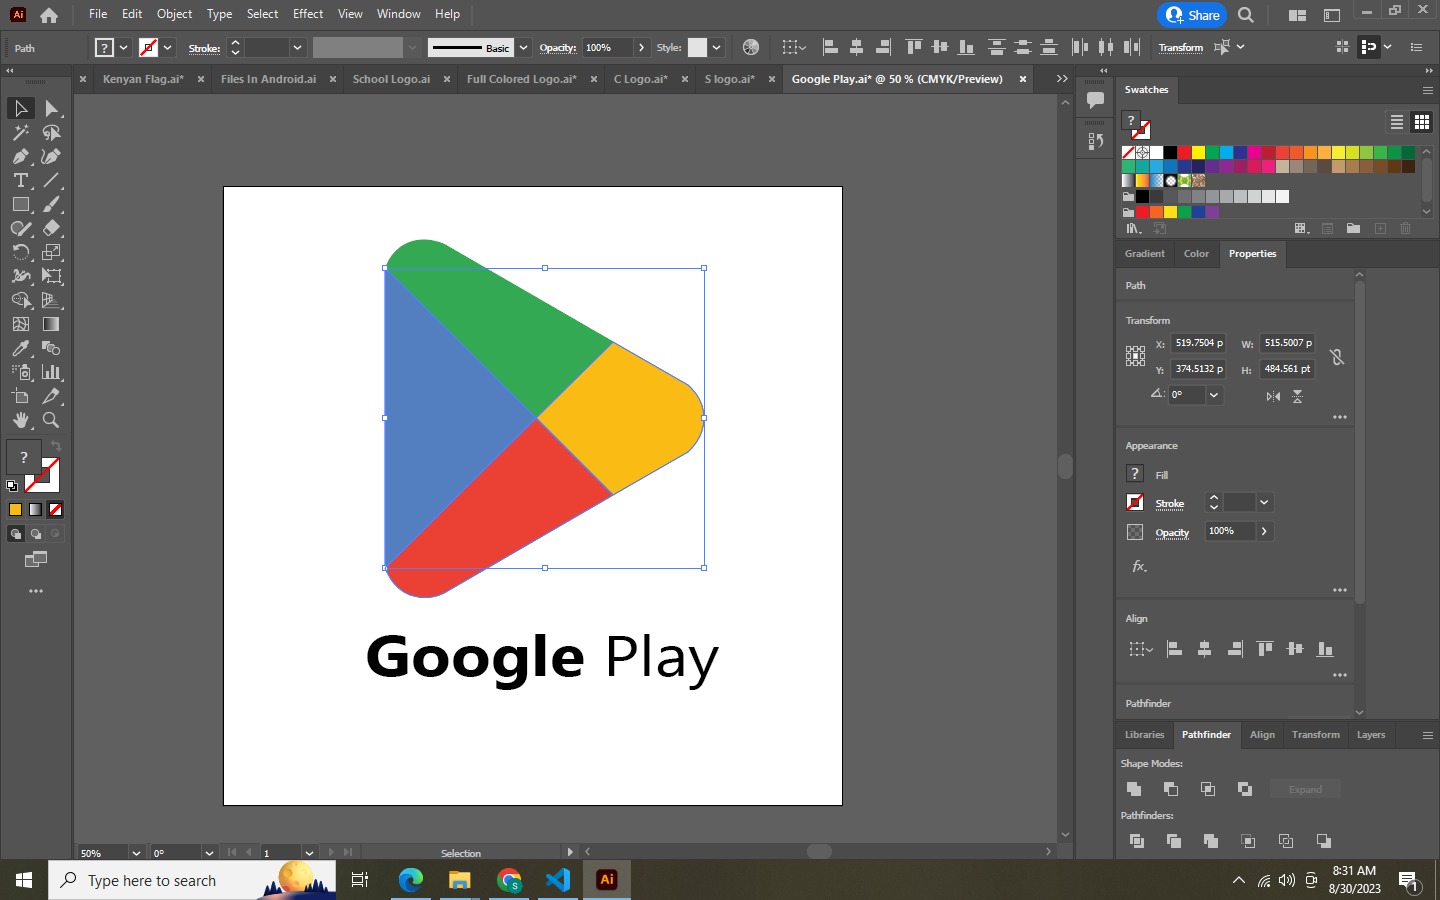 Ai
File Edit Object Type Select Effect View Window Help
Share
Path
?
Stroke:
Basic
Opacity:
100%
Style:
Transform
Kenyan Flag.ai*
Files In Android.ai
School Logo.ai
Full Colored Logo.ai*
C Logo.ai*
S logo.ai*
Google Play.ai* @ 50 % (CMYK/Preview)
Swatches
?
Gradient Color Properties
Path
Transform
X: 519.7504 p W: 515.5007 p
Y: 374.5132 p H: 484.561 pt
0°
Appearance
? Fill
Stroke
Opacity 100%
fx.
Align
Pathfinder
Libraries Pathfinder Align Transform Layers
Shape Modes:
Expand
Pathfinders:
?
Google Play
50% 0° 1 Selection
Type here to search
S
Ai
8:31 AM
8/30/2023
1